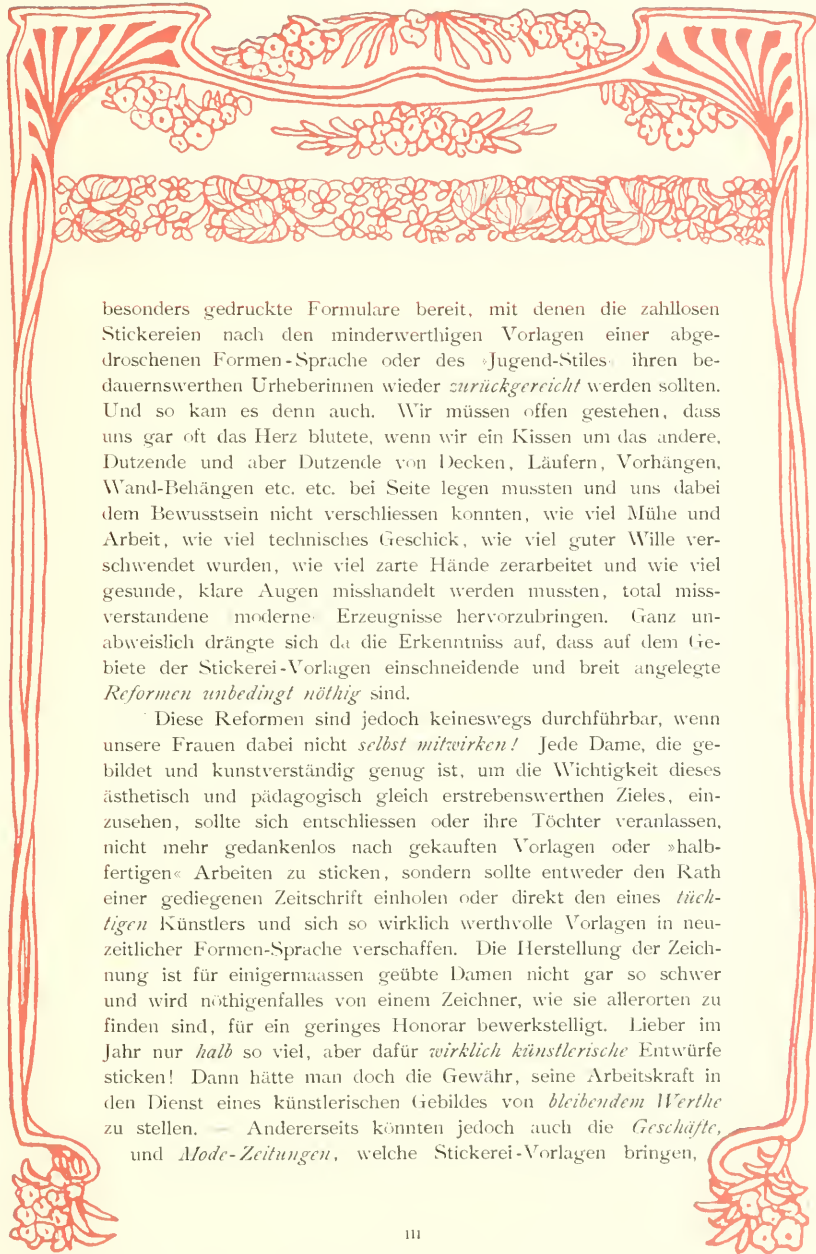 besonders gedruckte Formulare bereit, mit denen die zahllosen
Stickereien nach den minderwerthigen Vorlagen einer abge-
droschenen Formen-Sprache oder des »Jugend-Stiles« ihren be-
dauernswerthen Urheberinnen wieder zurückgereicht werden sollten.
Und so kam es denn auch. Wir müssen offen gestehen, dass
uns gar oft das Herz blutete, wenn wir ein Kissen um das andere,
Dutzende und aber Dutzende von Decken, Läufern, Vorhängen,
Wand-Behängen etc. etc. bei Seite legen mussten und uns dabei
dem Bewusstsein nicht verschliessen konnten, wie viel Mühe und
Arbeit, wie viel technisches Geschick, wie viel guter Wille ver-
schwendet wurden, wie viel zarte Hände zerarbeitet und wie viel
gesunde, klare Augen misshandelt werden mussten, total miss-
verstandene moderne Erzeugnisse hervorzubringen. Ganz un-
abweislich drängte sich da die Erkenntniss auf, dass auf dem Ge-
biete der Stickerei-Vorlagen einschneidende und breit angelegte
Reformen unbedingt nöthig sind.
Diese Reformen sind jedoch keineswegs durchführbar, wenn
unsere Frauen dabei nicht selbst mitwirken! Jede Dame, die ge-
bildet und kunstverständig genug ist, um die Wichtigkeit dieses
ästhetisch und pädagogisch gleich erstrebenswerthen Zieles, ein-
zusehen, sollte sich entschliessen oder ihre Töchter veranlassen,
nicht mehr gedankenlos nach gekauften Vorlagen oder »halb-
fertigen« Arbeiten zu sticken, sondern sollte entweder den Rath
einer gediegenen Zeitschrift einholen oder direkt den eines tüch-
tigen Künstlers und sich so wirklich werthvolle Vorlagen in neu-
zeitlicher Formen-Sprache verschaffen. Die Herstellung der Zeich-
nung ist für einigermaassen geübte Damen nicht gar so schwer
und wird nöthigenfalles von einem Zeichner, wie sie allerorten zu
finden sind, für ein geringes Honorar bewerkstelligt. Lieber im
Jahr nur halb so viel, aber dafür wirklich künstlerische Entwürfe
sticken! Dann hätte man doch die Gewähr, seine Arbeitskraft in
den Dienst eines künstlerischen Gebildes von bleibendem Werthe
zu stellen. — Andererseits könnten jedoch auch die Geschäfte,
und Mode-Zeitungen, welche Stickerei-Vorlagen bringen,
III